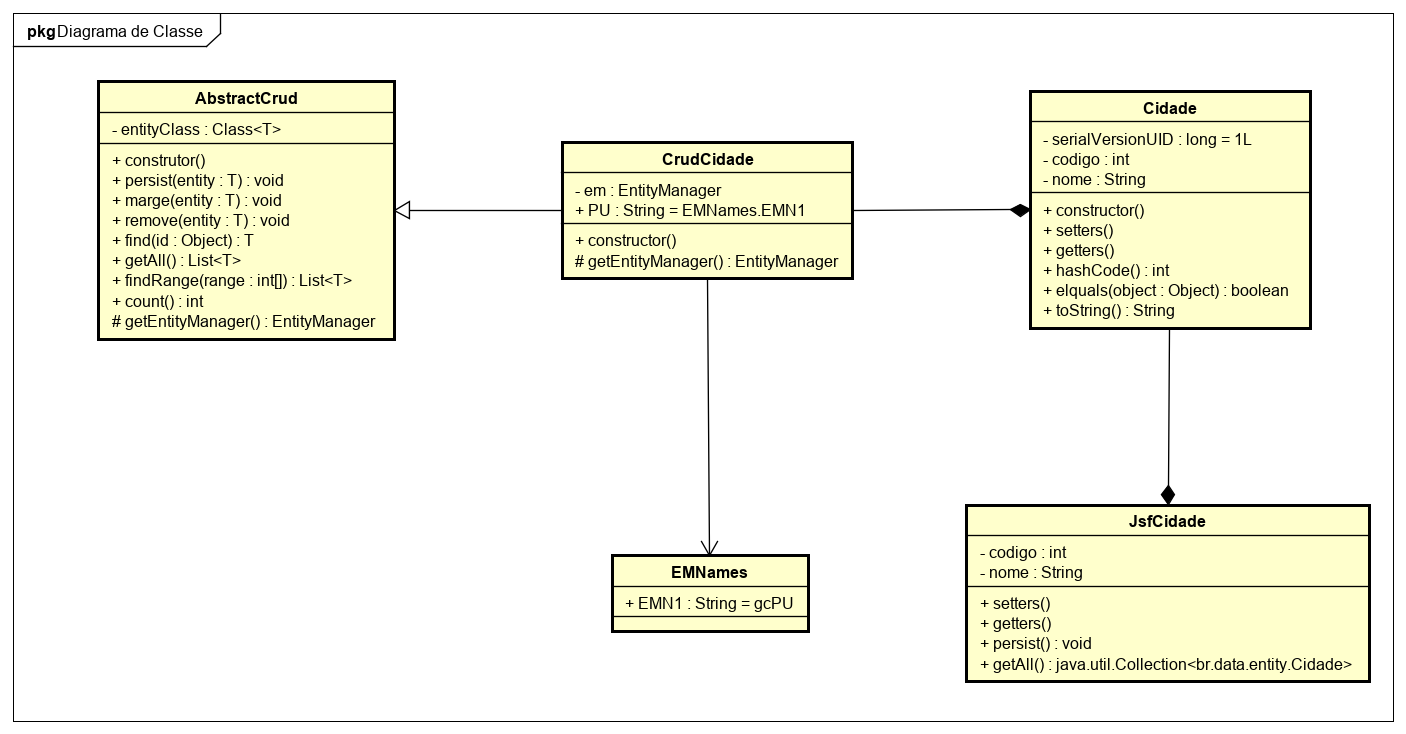 pkg Diagrama de Classe
AbstractCrud
- entityClass : Class<T>
+ construtor()
+ persist(entity : T) : void
+ marge(entity : T) : void
+ remove(entity : T) : void
+ find(id : Object) : T
+ getAll() : List<T>
+ findRange(range : int[]) : List<T>
+ count() : int
# getEntityManager() : EntityManager
CrudCidade
- em : EntityManager
+ PU : String = EMNames.EMN1
+ constructor()
# getEntityManager() : EntityManager
Cidade
- serialVersionUID : long = 1L
- codigo : int
- nome : String
+ constructor()
+ setters()
+ getters()
+ hashCode() : int
+ elquals(object : Object) : boolean
+ toString() : String
EMNames
+ EMN1 : String = gcPU
JsfCidade
- codigo : int
- nome : String
+ setters()
+ getters()
+ persist() : void
+ getAll() : java.util.Collection<br.data.entity.Cidade>